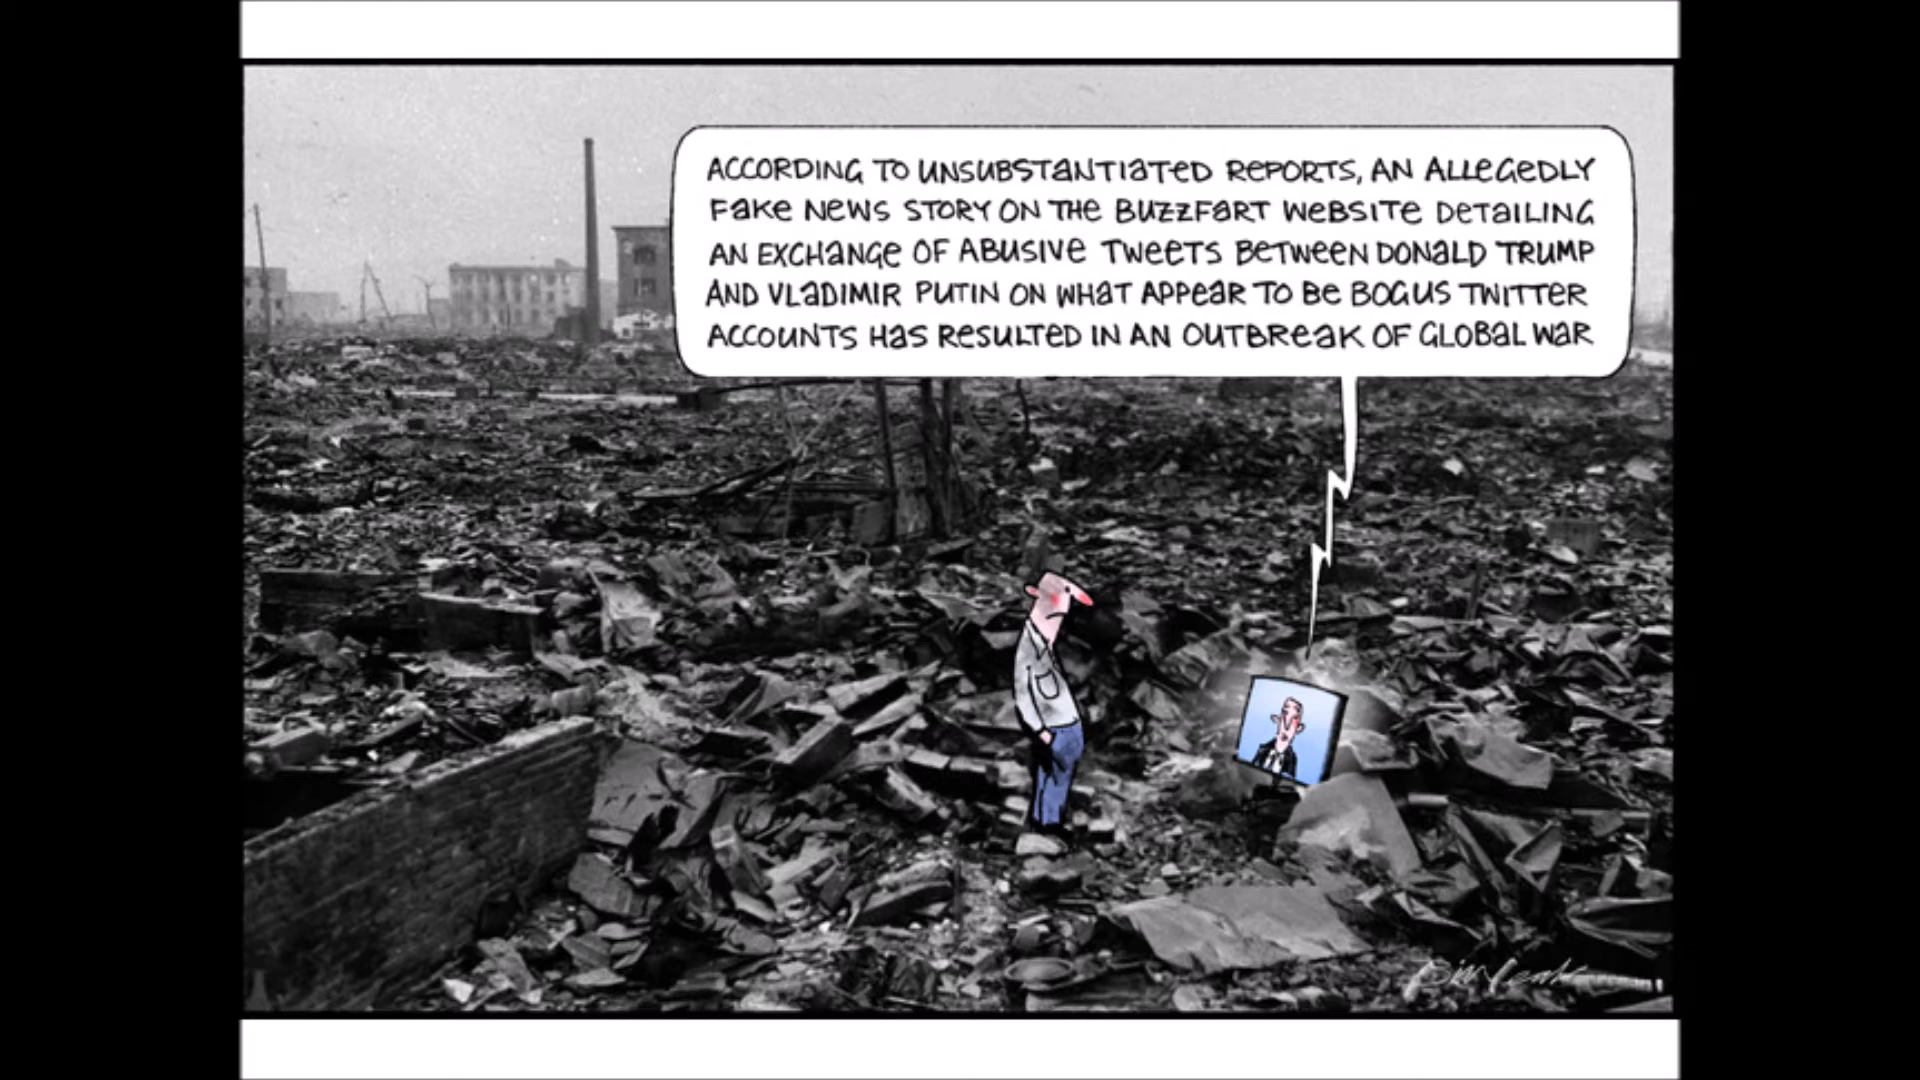 ACCORDING TO UNSUBSTANTIATED REPORTS, AN ALLEGEDLY
FAKE NEWS STORY ON THE BUZZFART WEBSITE DETAILING
AN EXCHANGE OF ABUSIVE TWEETS BETWEEN DONALD TRUMP
AND VLADIMIR PUTIN ON WHAT APPEAR TO BE BOGUS TWITTER
ACCOUNTS HAS RESULTED IN AN OUTBREAK OF GLOBAL WAR